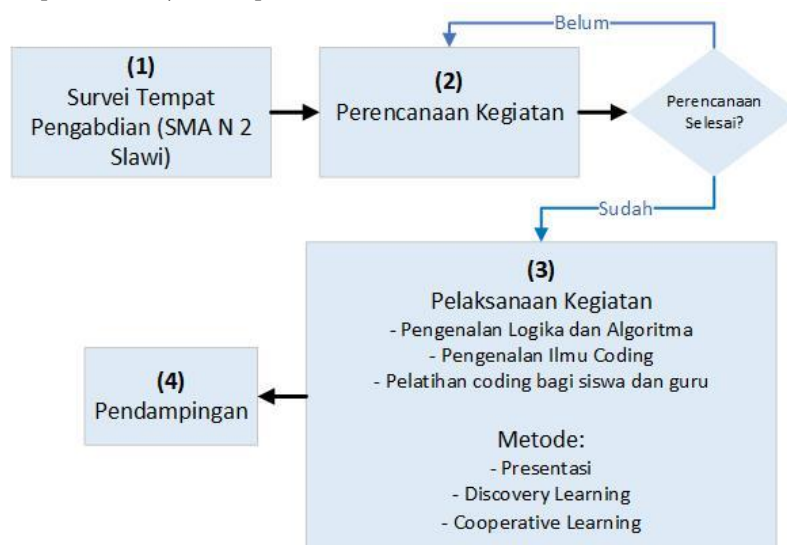 Belum
(1)
Survei Tempat
Pengabdian (SMA N 2
Slawi)
(2)
Perencanaan Kegiatan
Perencanaan
Selesai?
Sudah
(3)
Pelaksanaan Kegiatan
- Pengenalan Logika dan Algoritma
- Pengenalan Ilmu Coding
- Pelatihan coding bagi siswa dan guru
Metode:
- Presentasi
- Discovery Learning
- Cooperative Learning
(4)
Pendampingan